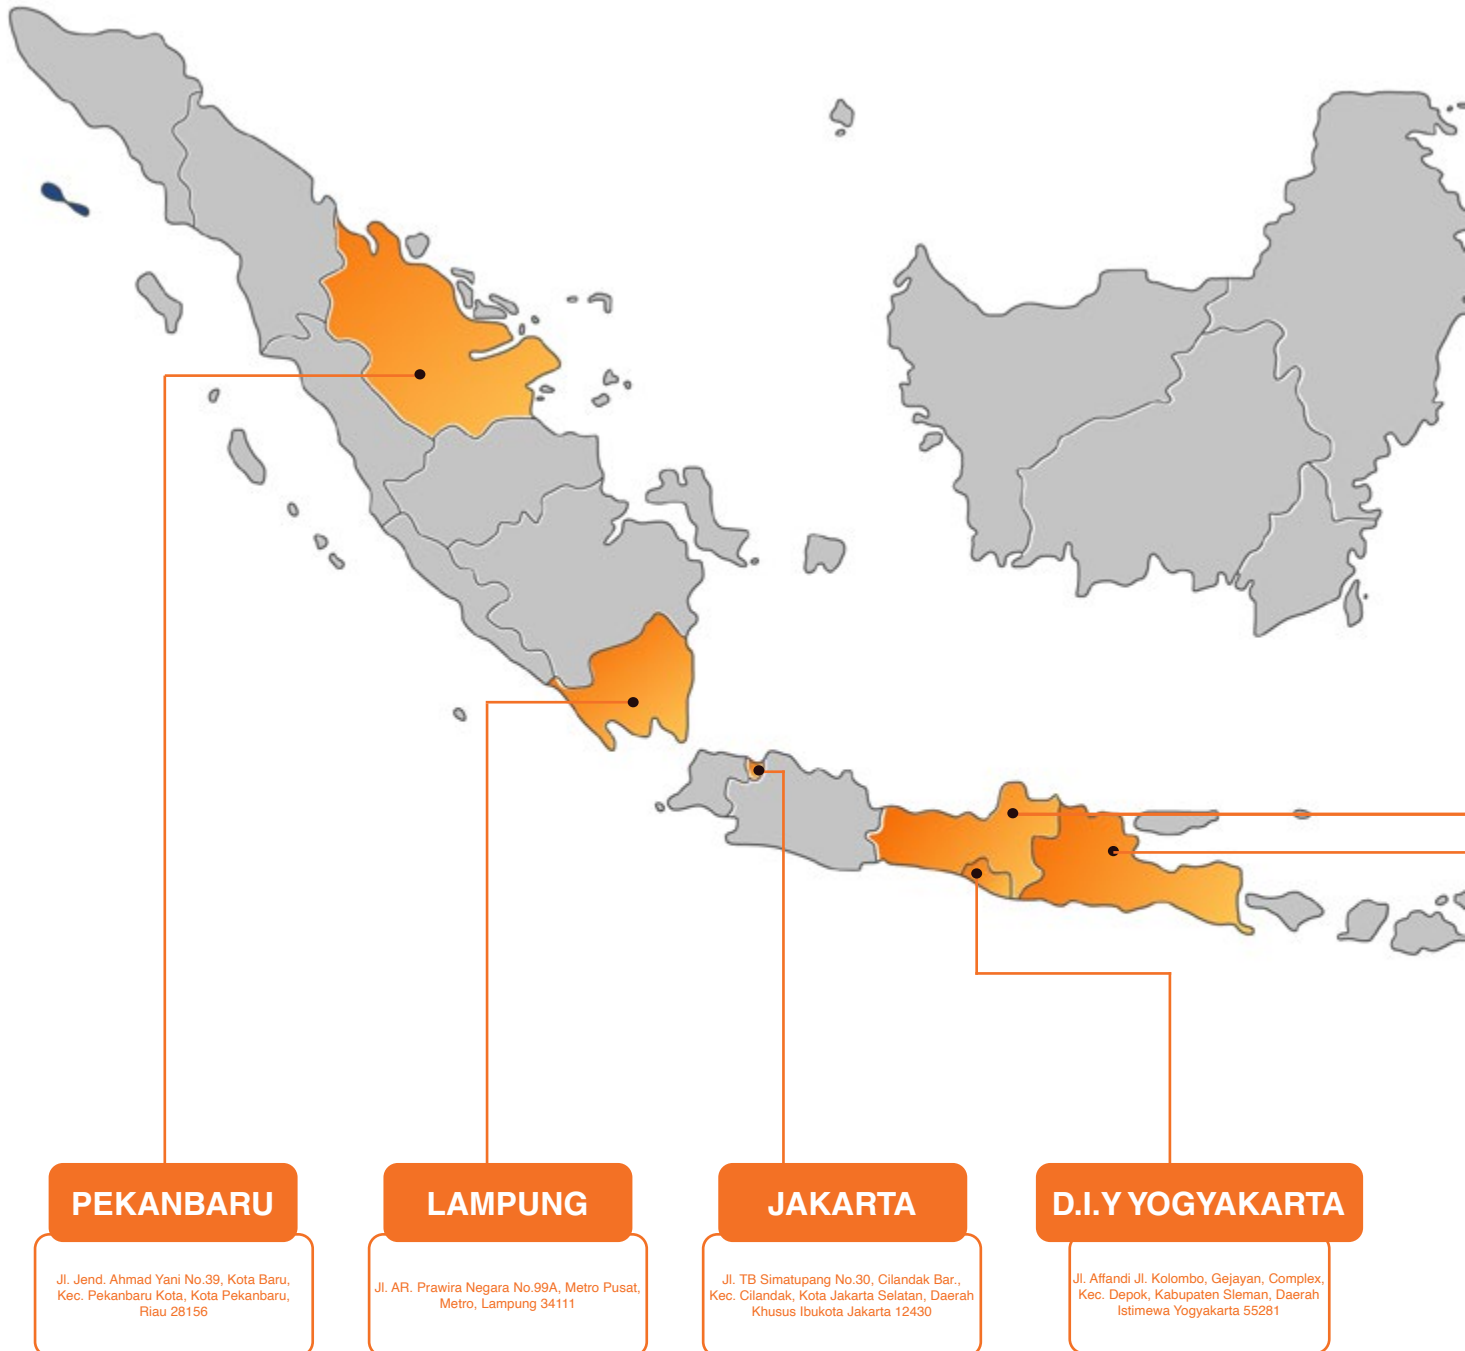 PEKANBARU
Jl. Jend. Ahmad Yani No.39, Kota Baru,
Kec. Pekanbaru Kota, Kota Pekanbaru,
Riau 28156
LAMPUNG
Jl. AR. Prawira Negara No.99A, Metro Pusat,
Metro, Lampung 34111
JAKARTA
Jl. TB Simatupang No.30, Cilandak Bar.,
Kec. Cilandak, Kota Jakarta Selatan, Daerah
Khusus Ibukota Jakarta 12430
D.I.Y YOGYAKARTA
Jl. Affandi Jl. Kolombo, Gejayan, Complex,
Kec. Depok, Kabupaten Sleman, Daerah
Istimewa Yogyakarta 55281